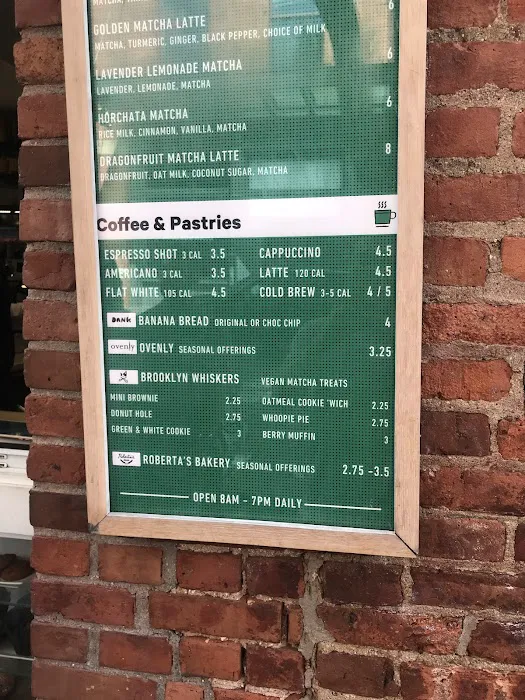 6
GOLDEN MATCHA LATTE
MATCHA, TURMERIC, GINGER, BLACK PEPPER, CHOICE OF MILK
6
LAVENDER LEMONADE MATCHA
LAVENDER, LEMONADE, MATCHA
6
HORCHATA MATCHA
RICE MILK, CINNAMON, VANILLA, MATCHA
8
DRAGONFRUIT MATCHA LATTE
DRAGONFRUIT, OAT MILK, COCONUT SUGAR, MATCHA
Coffee & Pastries
ESPRESSO SHOT 3 CAL 3.5
AMERICANO 3 CAL 3.5
FLAT WHITE 105 CAL 4.5
CAPPUCCINO 4.5
LATTE 120 CAL 4.5
COLD BREW 3-5 CAL 4 / 5
DANK BANANA BREAD ORIGINAL OR CHOC CHIP 4
ovenly OVENLY SEASONAL OFFERINGS 3.25
BROOKLYN WHISKERS VEGAN MATCHA TREATS
MINI BROWNIE 2.25
DONUT HOLE 2.75
GREEN & WHITE COOKIE 3
OATMEAL COOKIE 'WICH 2.25
WHOOPIE PIE 2.75
BERRY MUFFIN 3
ROBERTA'S BAKERY SEASONAL OFFERINGS 2.75 -3.5
OPEN 8AM - 7PM DAILY